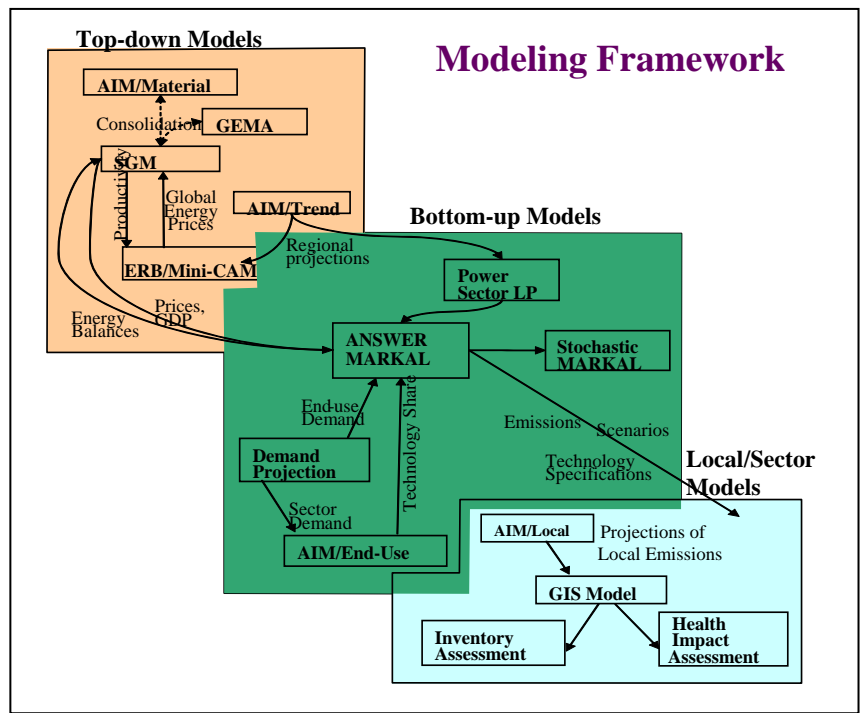 Top-down Models
Modeling Framework
AIM/Material
Consolidation
GEMA
SGM
Productivity
Global
Energy
Prices
AIM/Trend
Bottom-up Models
Regional
projections
ERB/Mini-CAM
Power
Sector LP
Energy
Balances
Prices,
GDP
ANSWER
MARKAL
Stochastic
MARKAL
End-use
Demand
Technology Share
Emissions
Scenarios
Demand
Projection
Technology
Specifications
Local/Sector
Models
Sector
Demand
AIM/End-Use
AIM/Local
Projections of
Local Emissions
GIS Model
Inventory
Assessment
Health
Impact
Assessment